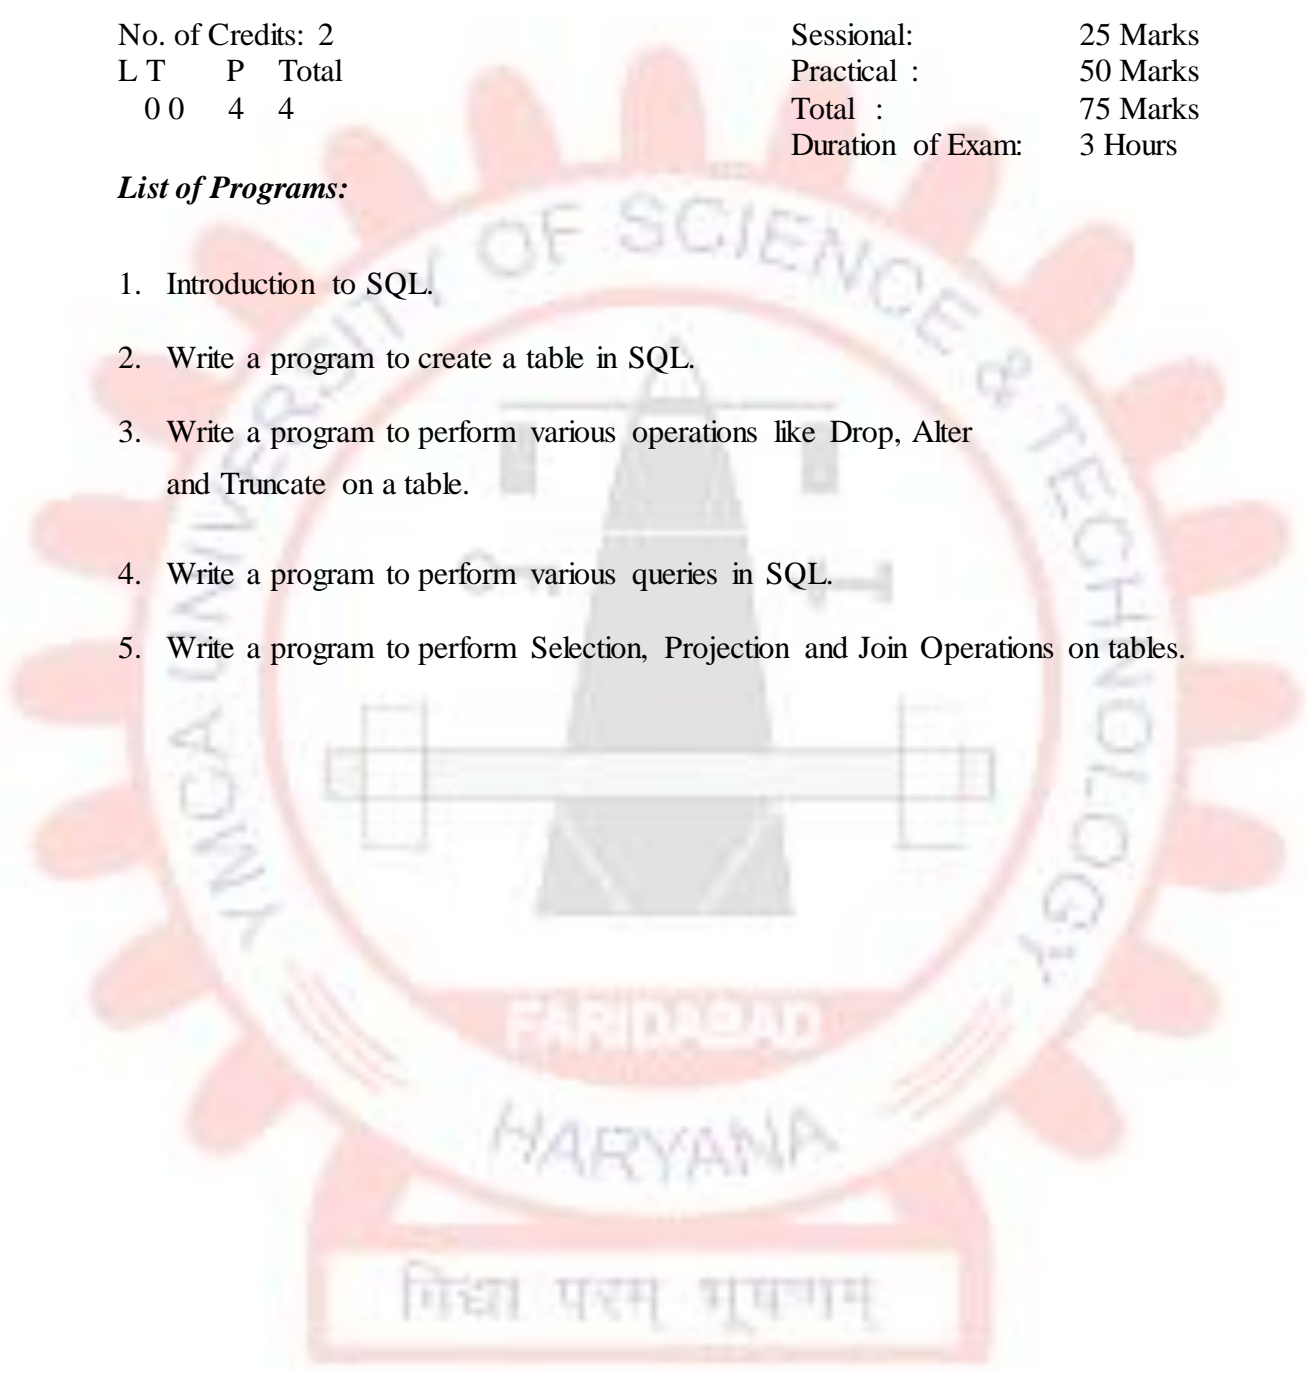 No. of Credits: 2
L T P Total
0 0 4 4
Sessional: 25 Marks
Practical : 50 Marks
Total : 75 Marks
Duration of Exam: 3 Hours
List of Programs:
1. Introduction to SQL.
2. Write a program to create a table in SQL.
3. Write a program to perform various operations like Drop, Alter
and Truncate on a table.
4. Write a program to perform various queries in SQL.
5. Write a program to perform Selection, Projection and Join Operations on tables.
YMCA UNIVERSITY OF SCIENCE & TECHNOLOGY
FARIDABAD
HARYANA
परम् भूषणम्